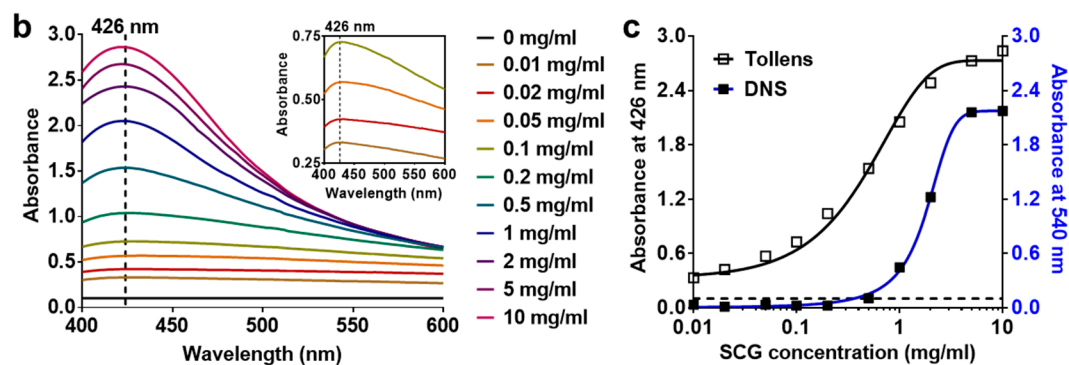 b
426 nm
3.0
2.5
2.0
1.5
1.0
0.5
0.0
Absorbance
400
450
500
550
600
Wavelength (nm)
426 nm
0.75
0.50
0.25
Absorbance
400
450
500
550
600
Wavelength (nm)
0 mg/ml
0.01 mg/ml
0.02 mg/ml
0.05 mg/ml
0.1 mg/ml
0.2 mg/ml
0.5 mg/ml
1 mg/ml
2 mg/ml
5 mg/ml
10 mg/ml
c
Tollens
DNS
3.0
2.4
1.8
1.2
0.6
0.0
Absorbance at 426 nm
0.01
0.1
1
10
SCG concentration (mg/ml)
3.0
2.4
1.8
1.2
0.6
0.0
Absorbance at 540 nm